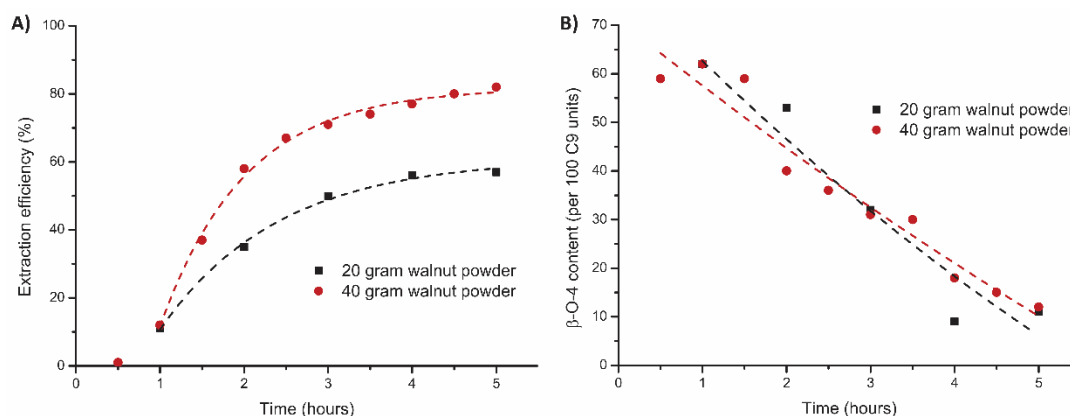 A)
Extraction efficiency (%)
100
80
60
40
20
0
0 1 2 3 4 5
Time (hours)
20 gram walnut powder
40 gram walnut powder
B)
β-O-4 content (per 100 C9 units)
70
60
50
40
30
20
10
0
0 1 2 3 4 5
Time (hours)
20 gram walnut powder
40 gram walnut powder